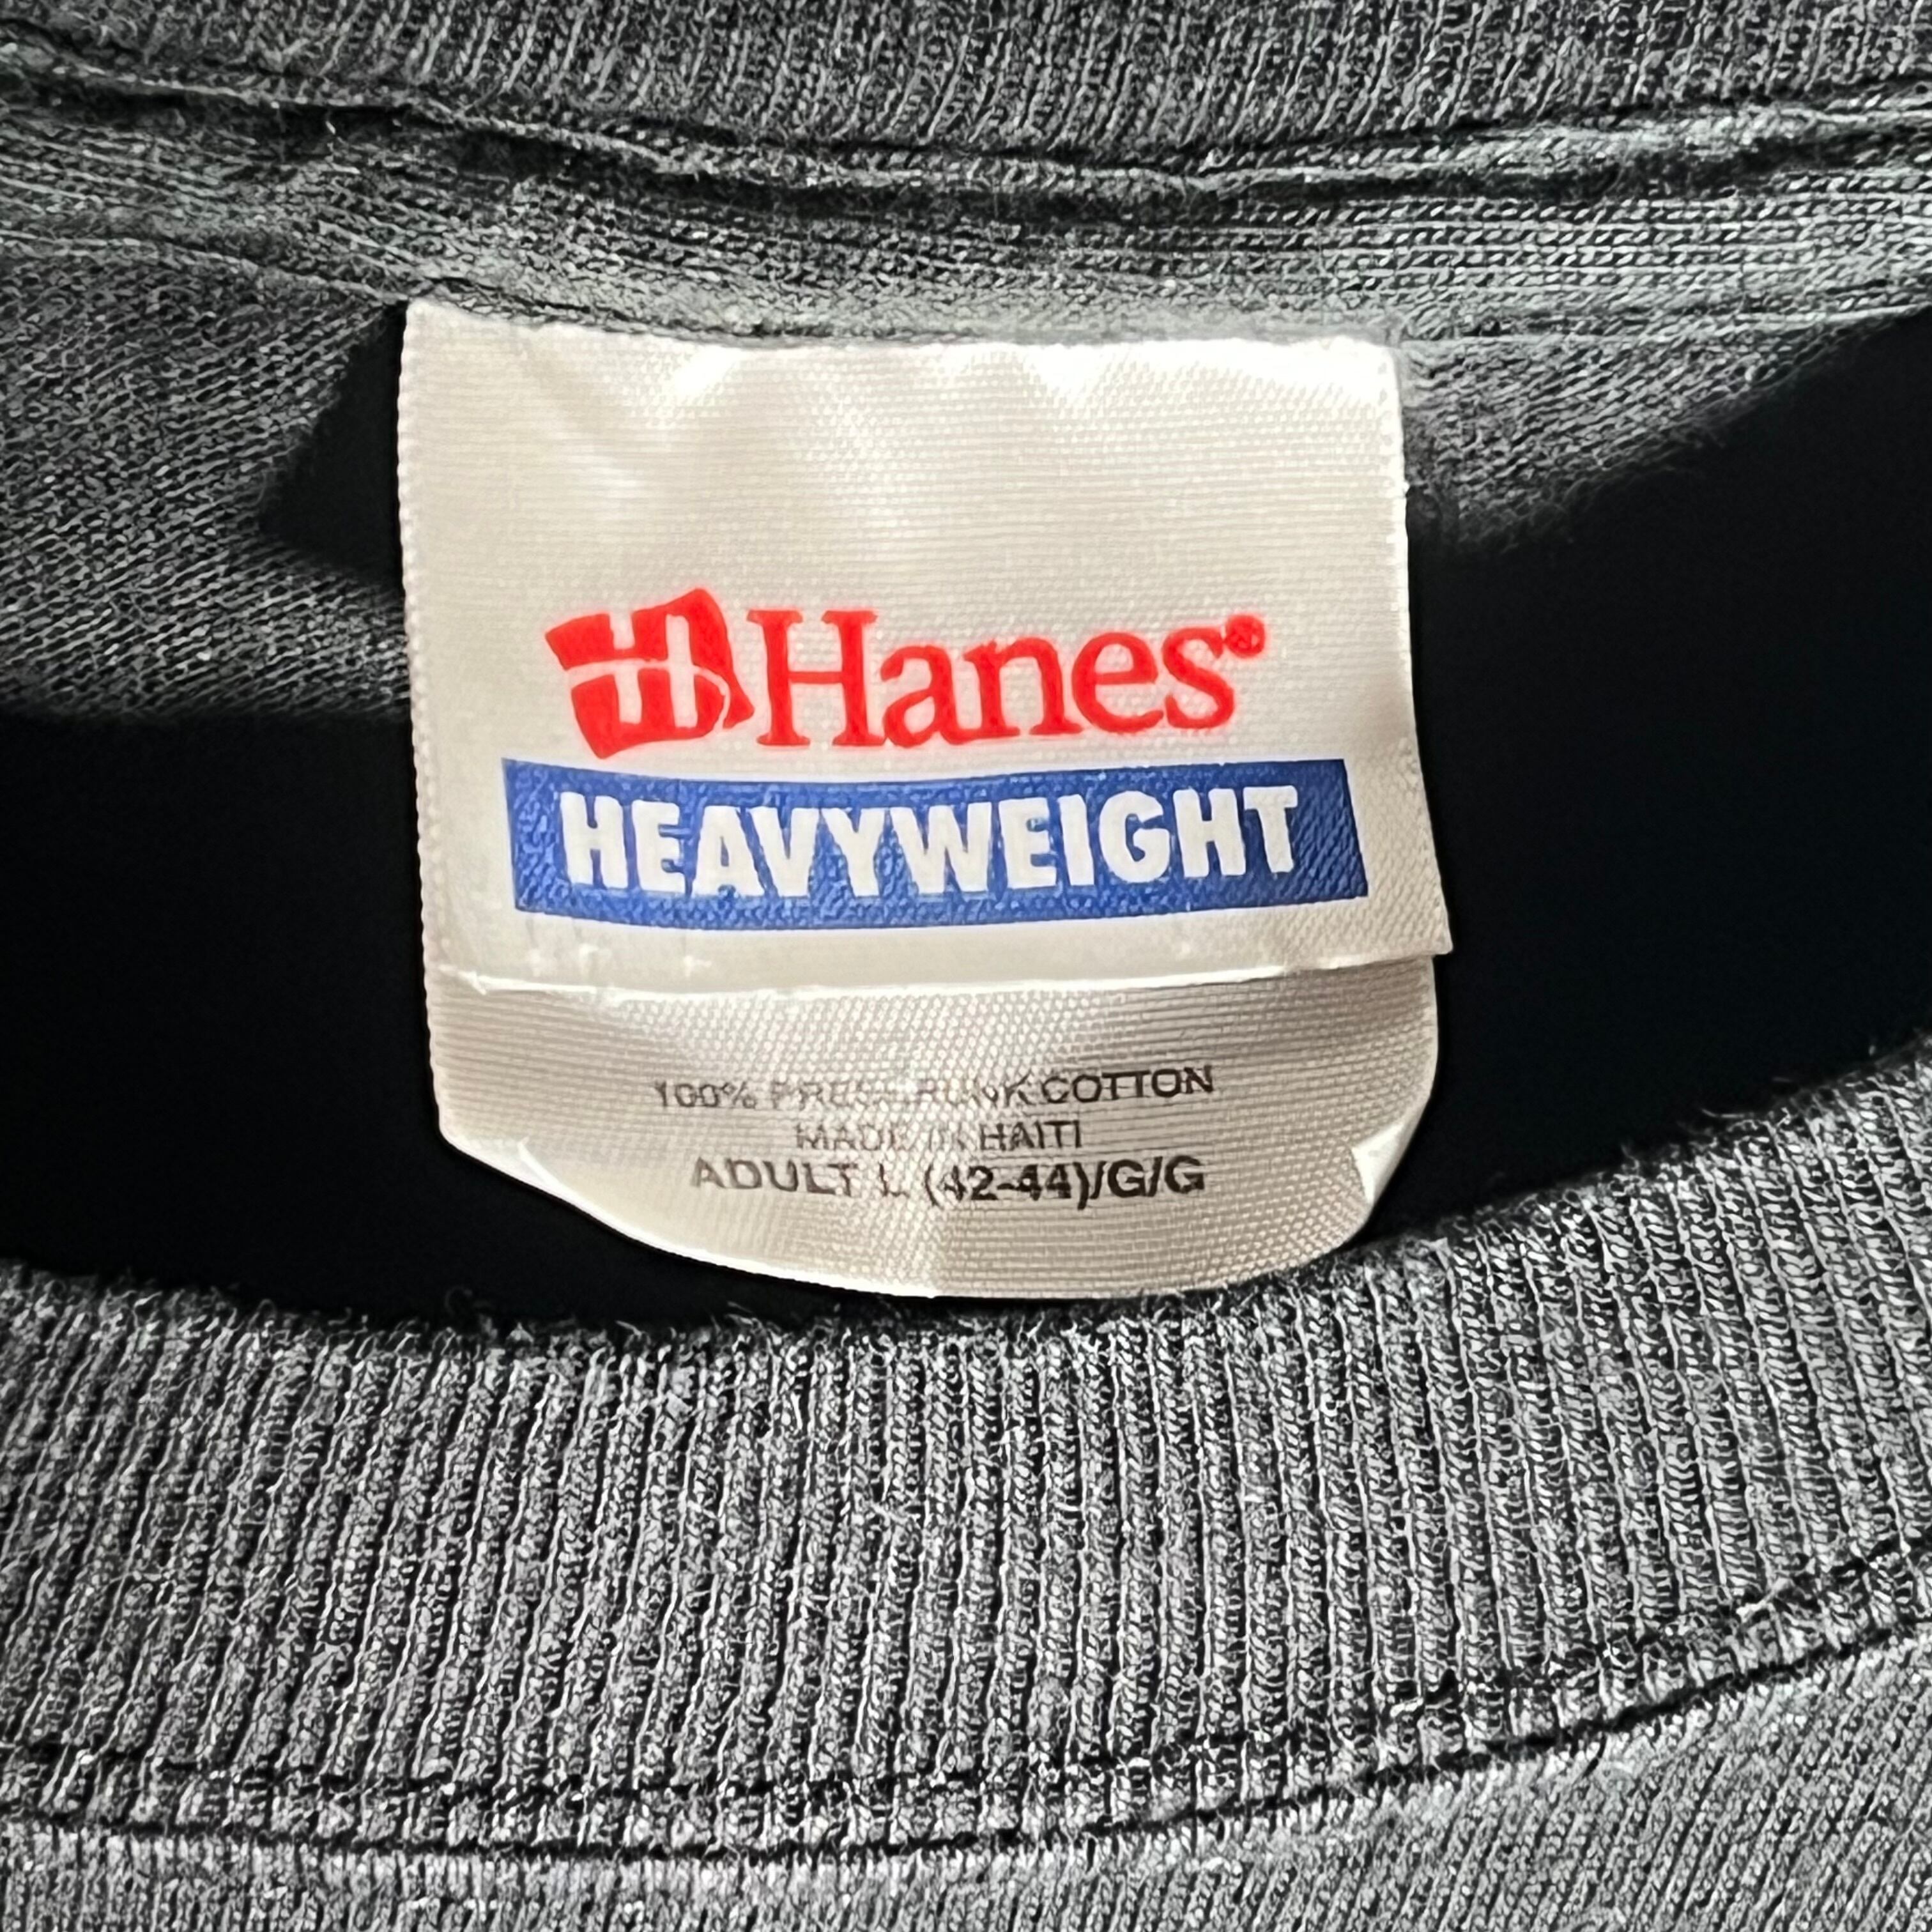 H Hanes®
HEAVYWEIGHT
100% PRESHRUNK COTTON
MADE IN HAITI
ADULT L (42-44)/G/G